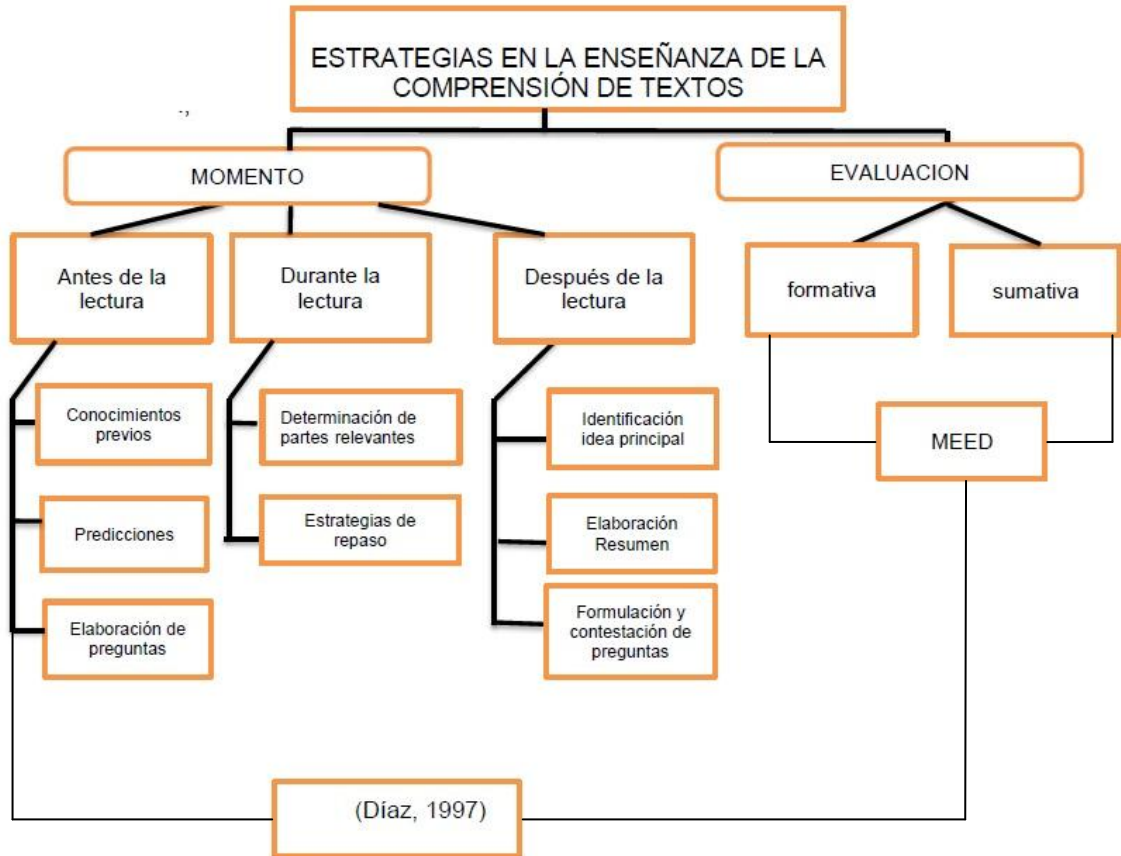 ESTRATEGIAS EN LA ENSEÑANZA DE LA
COMPRENSIÓN DE TEXTOS
MOMENTO
EVALUACION
Antes de la
lectura
Durante la
lectura
Después de la
lectura
formativa
sumativa
Conocimientos
previos
Predicciones
Elaboración de
preguntas
Determinación de
partes relevantes
Estrategias de
repaso
Identificación
idea principal
Elaboración
Resumen
Formulación y
contestación de
preguntas
MEED
(Díaz, 1997)